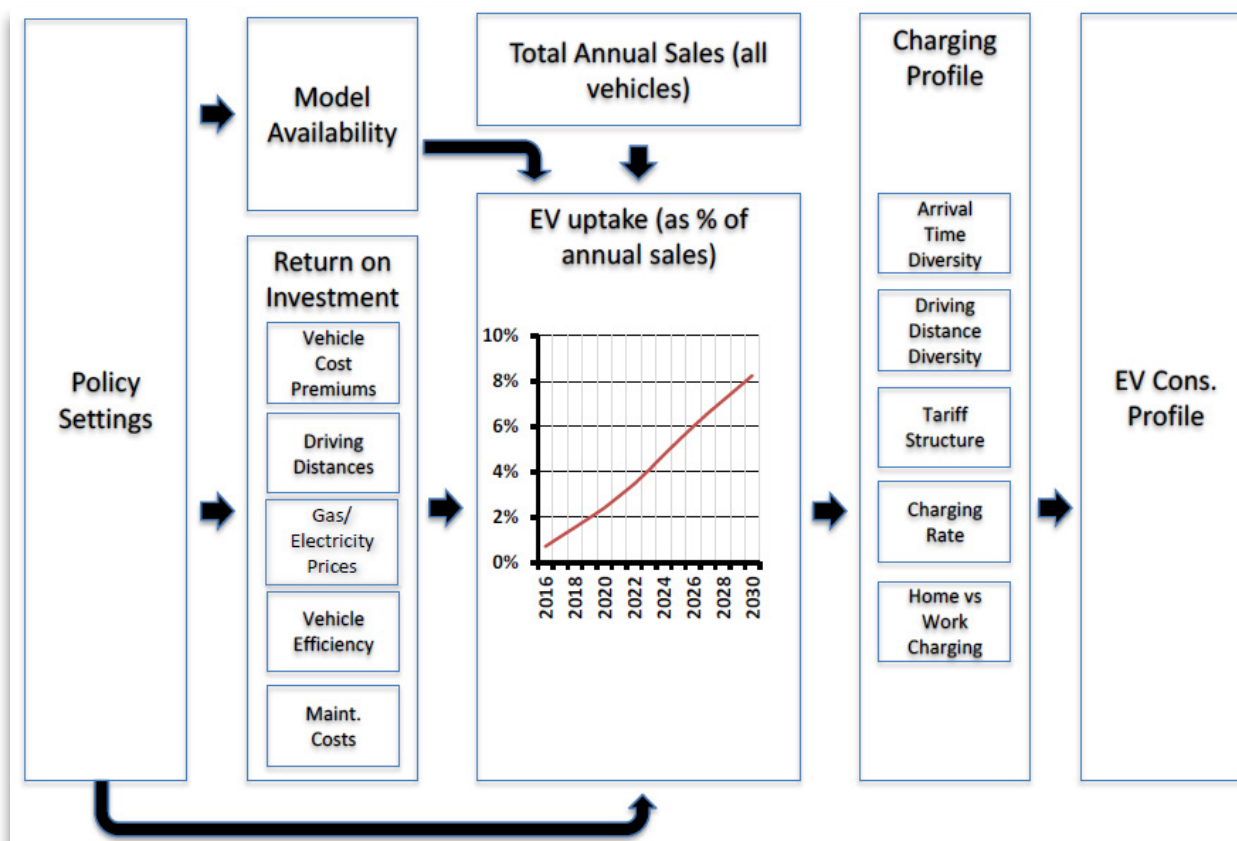 Policy
Settings
Model
Availability
Return on
Investment
Vehicle
Cost
Premiums
Driving
Distances
Gas/
Electricity
Prices
Vehicle
Efficiency
Maint.
Costs
Total Annual Sales (all
vehicles)
EV uptake (as % of
annual sales)
10%
8%
6%
4%
2%
0%
2016
2018
2020
2022
2024
2026
2028
2030
Charging
Profile
Arrival
Time
Diversity
Driving
Distance
Diversity
Tariff
Structure
Charging
Rate
Home vs
Work
Charging
EV Cons.
Profile